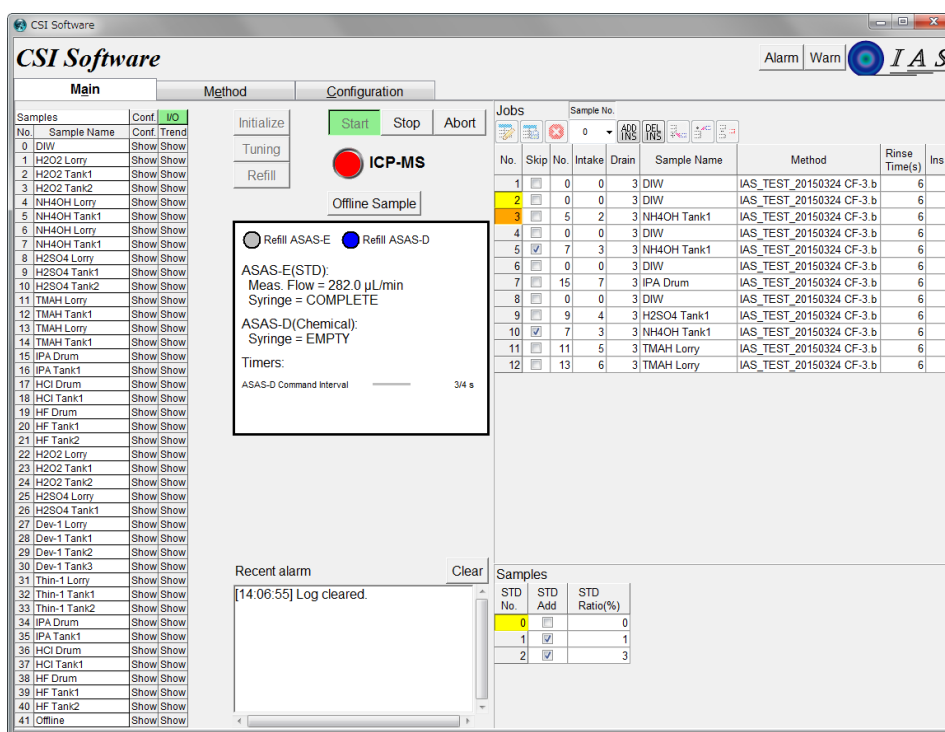 CSI Software
CSI Software
Alarm Warn IAS
Main Method Configuration
Samples Conf. I/O
No. Sample Name Conf. Trend
0 DIW Show Show
1 H2O2 Lorry Show Show
2 H2O2 Tank1 Show Show
3 H2O2 Tank2 Show Show
4 NH4OH Lorry Show Show
5 NH4OH Tank1 Show Show
6 NH4OH Lorry Show Show
7 NH4OH Tank1 Show Show
8 H2SO4 Lorry Show Show
9 H2SO4 Tank1 Show Show
10 H2SO4 Tank2 Show Show
11 TMAH Lorry Show Show
12 TMAH Tank1 Show Show
13 TMAH Lorry Show Show
14 TMAH Tank1 Show Show
15 IPA Drum Show Show
16 IPA Tank1 Show Show
17 HCl Drum Show Show
18 HCl Tank1 Show Show
19 HF Drum Show Show
20 HF Tank1 Show Show
21 HF Tank2 Show Show
22 H2O2 Lorry Show Show
23 H2O2 Tank1 Show Show
24 H2O2 Tank2 Show Show
25 H2SO4 Lorry Show Show
26 H2SO4 Tank1 Show Show
27 Dev-1 Lorry Show Show
28 Dev-1 Tank1 Show Show
29 Dev-1 Tank2 Show Show
30 Dev-1 Tank3 Show Show
31 Thin-1 Lorry Show Show
32 Thin-1 Tank1 Show Show
33 Thin-1 Tank2 Show Show
34 IPA Drum Show Show
35 IPA Tank1 Show Show
36 HCl Drum Show Show
37 HCl Tank1 Show Show
38 HF Drum Show Show
39 HF Tank1 Show Show
40 HF Tank2 Show Show
41 Offline Show Show
Initialize Start Stop Abort
Tuning
ICP-MS
Refill
Offline Sample
Refill ASAS-E Refill ASAS-D
ASAS-E(STD):
Meas. Flow = 282.0 µL/min
Syringe = COMPLETE
ASAS-D(Chemical):
Syringe = EMPTY
Timers:
ASAS-D Command Interval 3/4 s
Recent alarm Clear
[14:06:55] Log cleared.
Jobs Sample No.
0 ADD INS DEL INS
No. Skip No. Intake Drain Sample Name Method Rinse Time(s) Ins
1 0 0 3 DIW IAS_TEST_20150324 CF-3.b 6
2 0 0 3 DIW IAS_TEST_20150324 CF-3.b 6
3 5 2 3 NH4OH Tank1 IAS_TEST_20150324 CF-3.b 6
4 0 0 3 DIW IAS_TEST_20150324 CF-3.b 6
5 7 3 3 NH4OH Tank1 IAS_TEST_20150324 CF-3.b 6
6 0 0 3 DIW IAS_TEST_20150324 CF-3.b 6
7 15 7 3 IPA Drum IAS_TEST_20150324 CF-3.b 6
8 0 0 3 DIW IAS_TEST_20150324 CF-3.b 6
9 9 4 3 H2SO4 Tank1 IAS_TEST_20150324 CF-3.b 6
10 7 3 3 NH4OH Tank1 IAS_TEST_20150324 CF-3.b 6
11 11 5 3 TMAH Lorry IAS_TEST_20150324 CF-3.b 6
12 13 6 3 TMAH Lorry IAS_TEST_20150324 CF-3.b 6
Samples
STD No. STD Add STD Ratio(%)
0 0
1 1
2 3